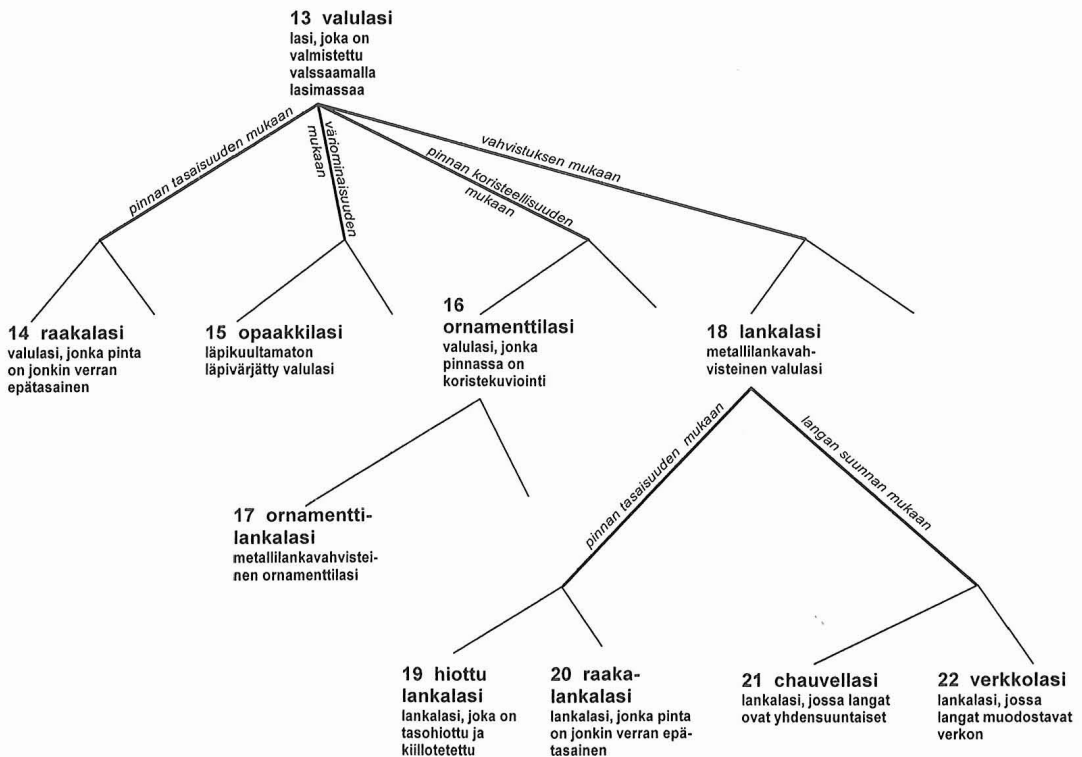 13 valulasi
lasi, joka on
valmistettu
valssaamalla
lasimassaa
pinnan tasaisuuden mukaan
väriominaisuuden
mukaan
pinnan koristeellisuuden
mukaan
vahvistuksen mukaan
14 raakalasi
valulasi, jonka pinta
on jonkin verran
epätasainen
15 opaakkilasi
läpikuultamaton
läpivärjätty valulasi
16
ornamenttilasi
valulasi, jonka
pinnassa on
koristekuviointi
18 lankalasi
metallilankavah-
visteinen valulasi
17 ornamentti-
lankalasi
metallilankavahvistei-
nen ornamenttilasi
pinnan tasaisuuden mukaan
langan suunnan mukaan
19 hiottu
lankalasi
lankalasi, joka on
tasohiottu ja
kiillotetettu
20 raaka-
lankalasi
lankalasi, jonka pinta
on jonkin verran epä-
tasainen
21 chauvellasi
lankalasi, jossa langat
ovat yhdensuuntaiset
22 verkkolasi
lankalasi, jossa
langat muodostavat
verkon